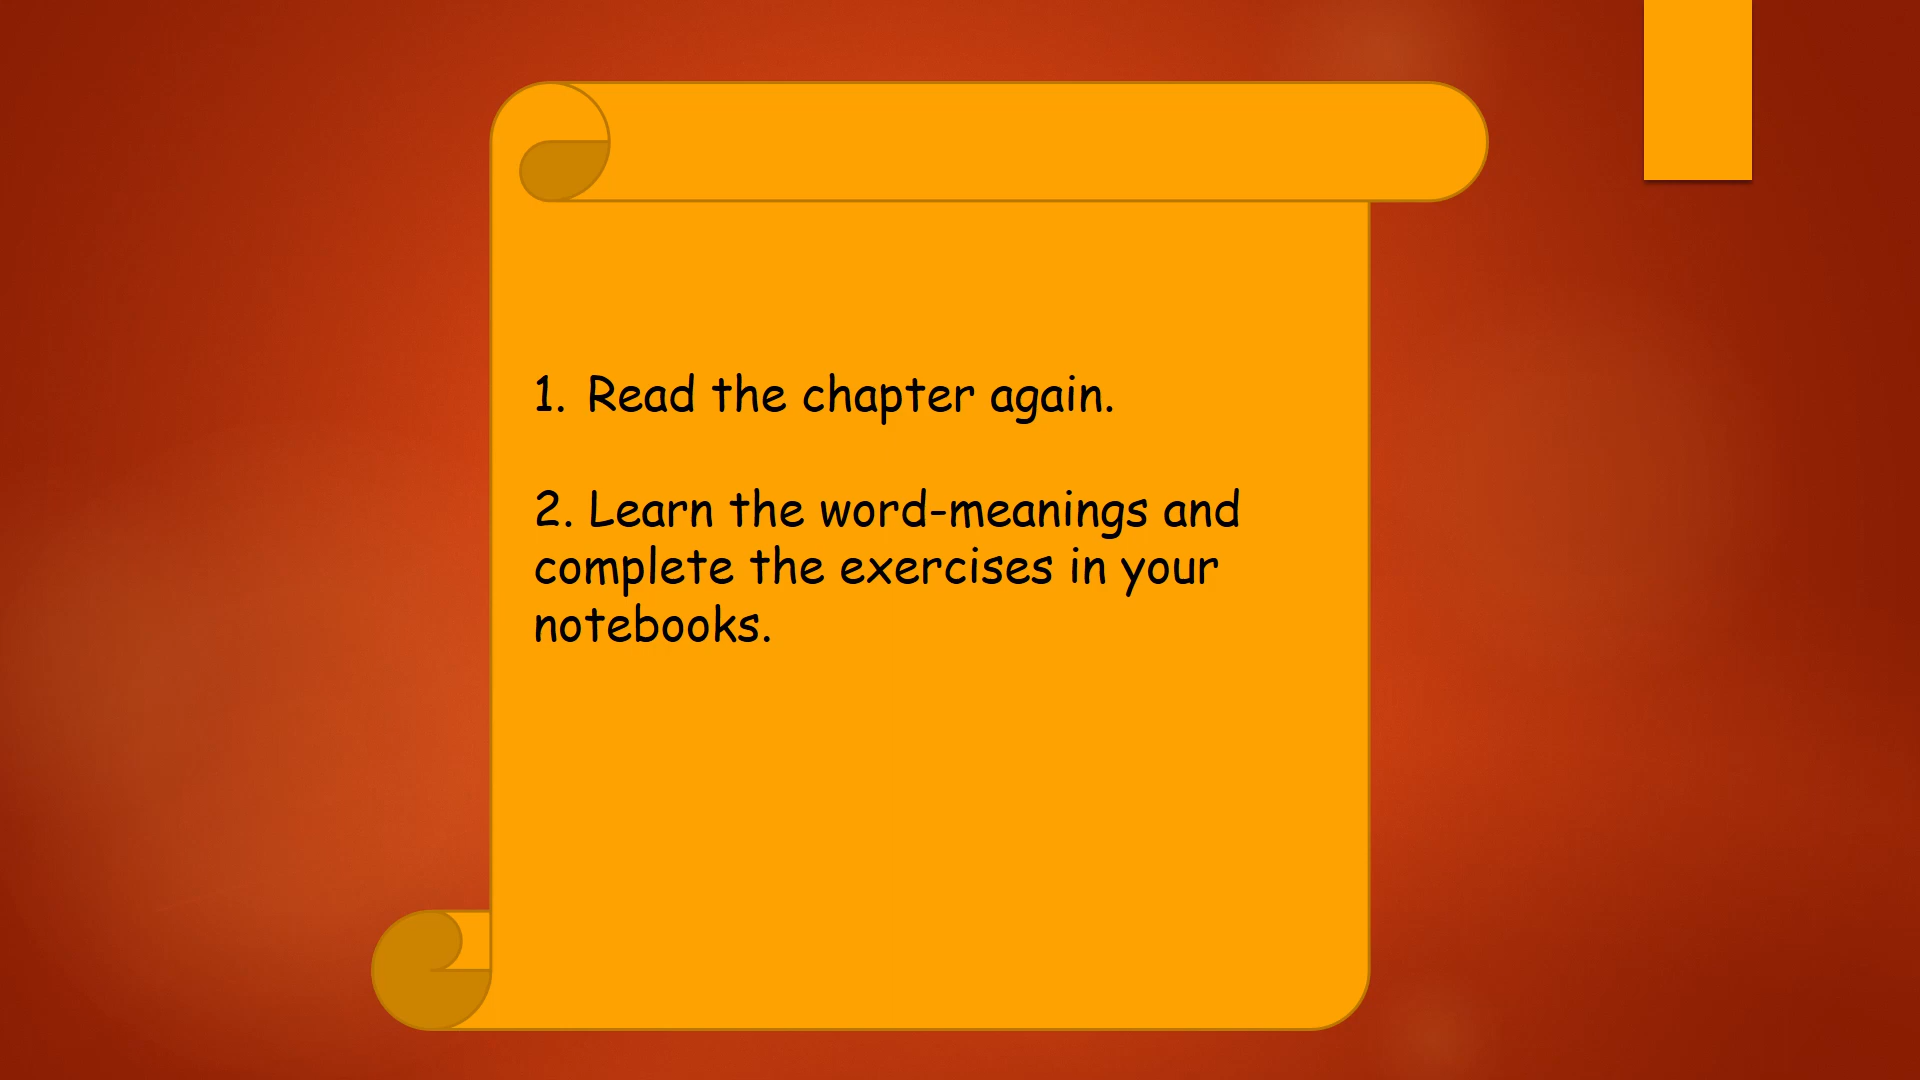 1. Read the chapter again.
2. Learn the word-meanings and
complete the exercises in your
notebooks.